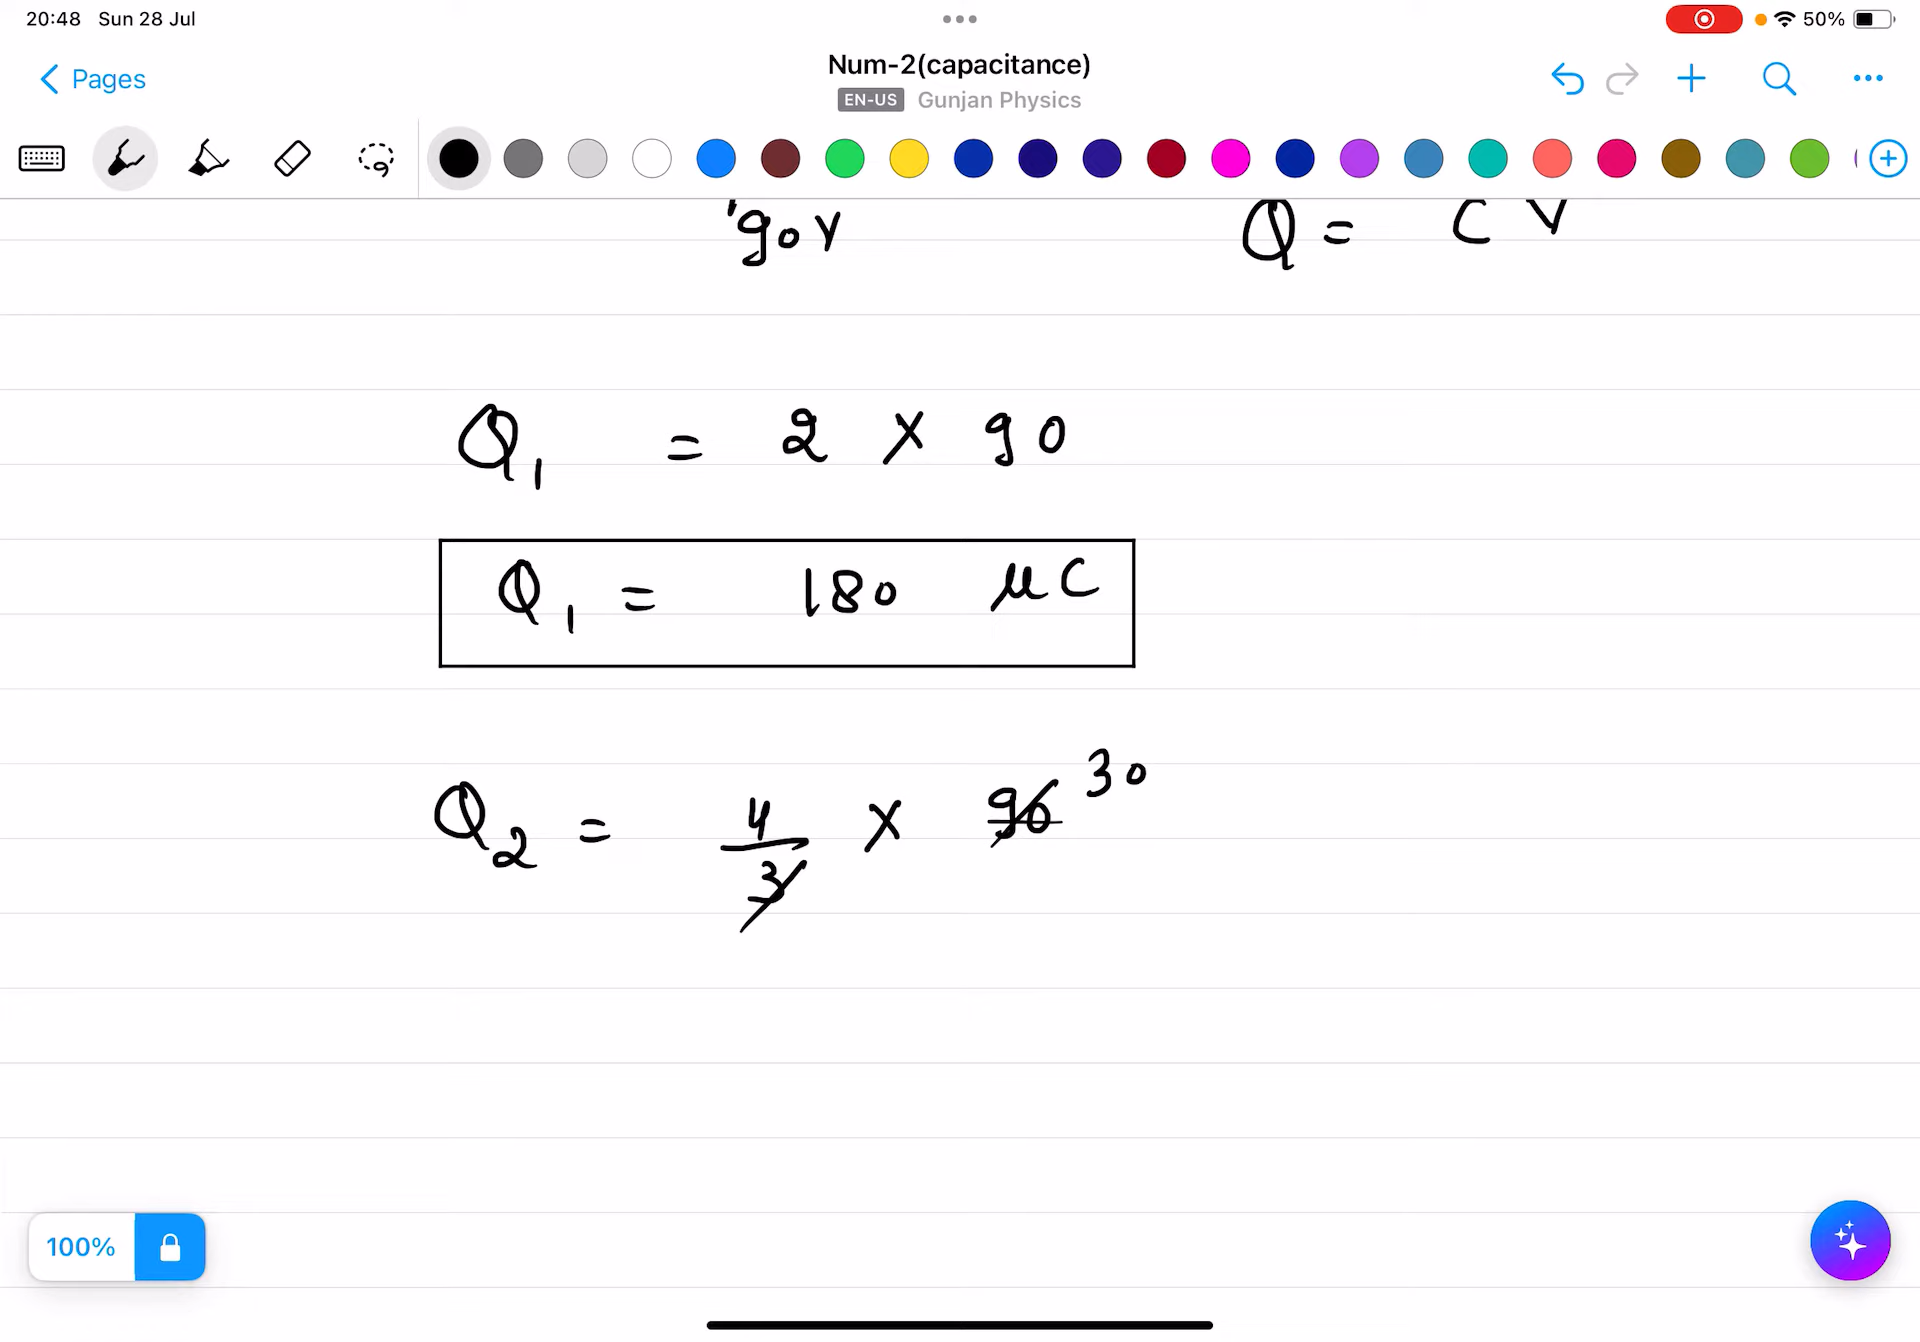 20:48 Sun 28 Jul 50%
Pages
Num-2(capacitance)
EN-US Gunjan Physics
90V Q = CV
Q₁ = 2 × 90
Q₁ = 180 μC
Q₂ = 4/3 × 90 30
100%